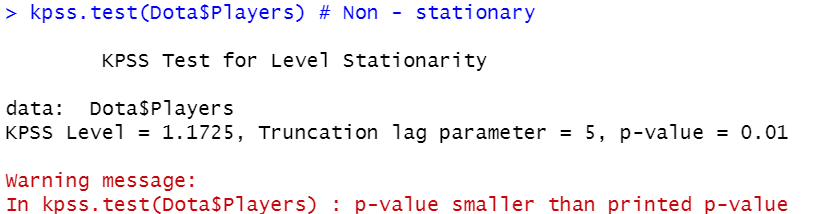 > kpss.test(Dota$Players) # Non - stationary
KPSS Test for Level Stationarity
data:  Dota$Players
KPSS Level = 1.1725, Truncation lag parameter = 5, p-value = 0.01
Warning message:
In kpss.test(Dota$Players) : p-value smaller than printed p-value